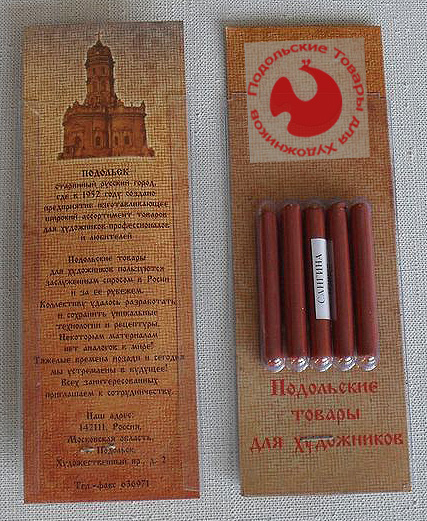 ПОДОЛЬСК
старинный русский город,
где в 1952 году создано
предприятие изготавливающее
широкий ассортимент товаров
для художников-профессионалов
и любителей
Подольские товары
для художников пользуются
заслуженным спросом в Росии
и за ее рубежем.
Коллективу удалось разработать
и сохранить уникальные
технологии и рецептуры.
Некоторым материалам
нет аналогов в мире!
Тяжелые времена позади и сегодня
мы устремлены в будущее!
Всех заинтересованных
приглашаем к сотрудничеству.
Наш адрес:
142111, Россия,
Московская область,
Подольск,
Художественный пр., д. 2
Тел.-факс 636971
Подольские Товары для Художников
САНГИНА
Подольские
товары
для Художников